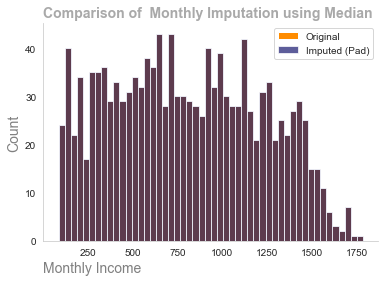 Comparison of  Monthly Imputation using Median
Original
Imputed (Pad)
Count
40
30
20
10
0
250 500 750 1000 1250 1500 1750
Monthly Income